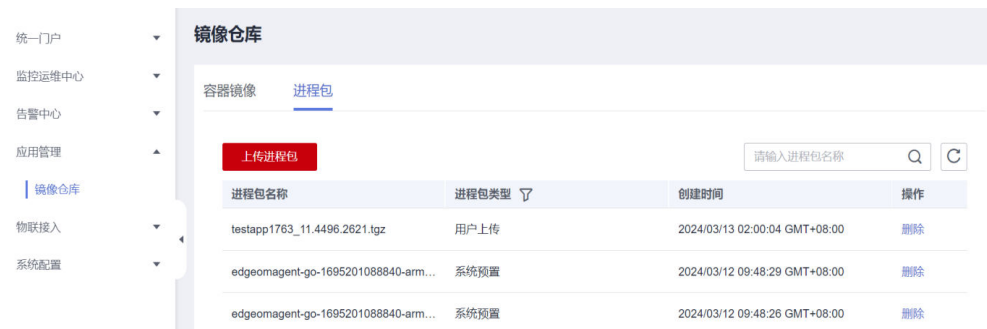 统一门户
监控运维中心
告警中心
应用管理
镜像仓库
物联接入
系统配置
镜像仓库
容器镜像 进程包
上传进程包 请输入进程包名称
进程包名称 进程包类型 创建时间 操作
testapp1763_11.4496.2621.tgz 用户上传 2024/03/13 02:00:04 GMT+08:00 删除
edgeomagent-go-1695201088840-arm... 系统预置 2024/03/12 09:48:29 GMT+08:00 删除
edgeomagent-go-1695201088840-arm... 系统预置 2024/03/12 09:48:26 GMT+08:00 删除